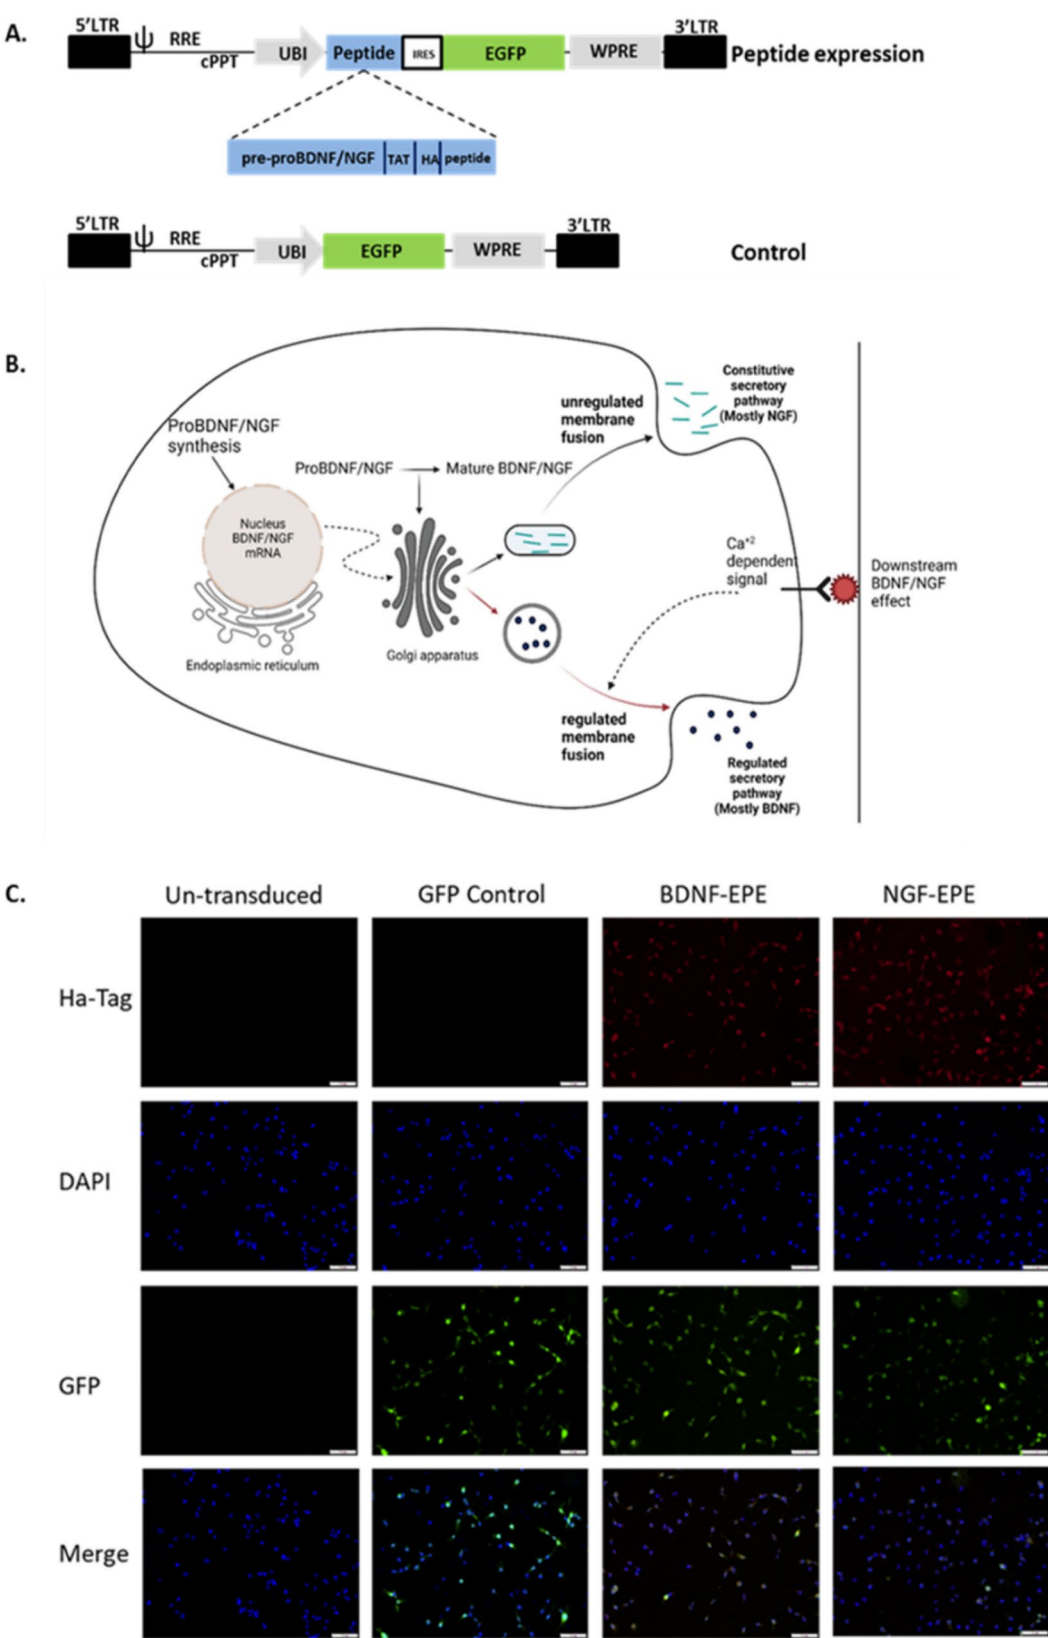 A.
5'LTR
ψ
RRE
cPPT
UBI
Peptide
IRES
EGFP
WPRE
3'LTR
Peptide expression
pre-proBDNF/NGF
TAT
HA
peptide
5'LTR
ψ
RRE
cPPT
UBI
EGFP
WPRE
3'LTR
Control
B.
Constitutive
secretory
pathway
(Mostly NGF)
unregulated
membrane
fusion
ProBDNF/NGF
synthesis
ProBDNF/NGF
Mature BDNF/NGF
Nucleus
BDNF/NGF
mRNA
Ca+2
dependent
signal
Downstream
BDNF/NGF
effect
Endoplasmic reticulum
Golgi apparatus
regulated
membrane
fusion
Regulated
secretory
pathway
(Mostly BDNF)
C.
Un-transduced
GFP Control
BDNF-EPE
NGF-EPE
Ha-Tag
DAPI
GFP
Merge